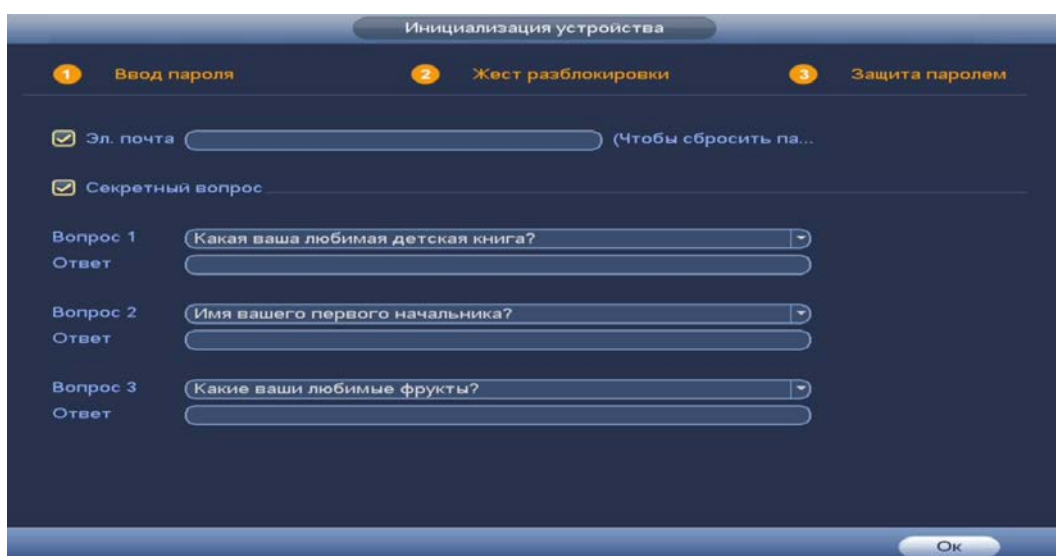 Инициализация устройства
1 Ввод пароля 2 Жест разблокировки 3 Защита паролем
Эл. почта (Чтобы сбросить па...
Секретный вопрос
Вопрос 1 Какая ваша любимая детская книга?
Ответ
Вопрос 2 Имя вашего первого начальника?
Ответ
Вопрос 3 Какие ваши любимые фрукты?
Ответ
Ок